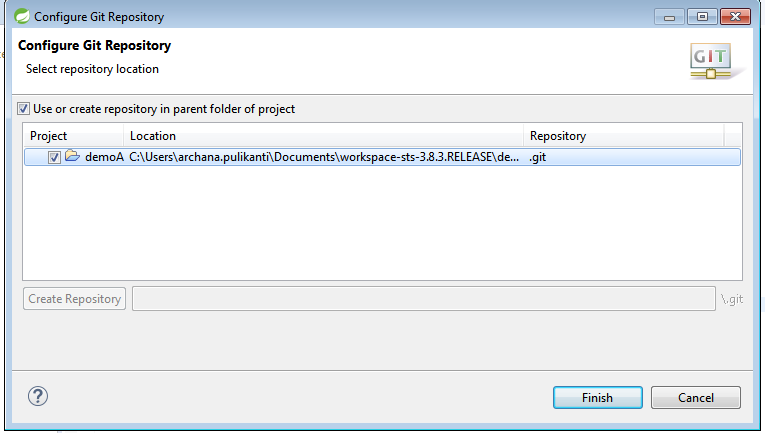 Configure Git Repository
Configure Git Repository
Select repository location
GIT
Use or create repository in parent folder of project
Project Location Repository
demoA C:\Users\archana.pulikanti\Documents\workspace-sts-3.8.3.RELEASE\de... .git
Create Repository \.git
? Finish Cancel